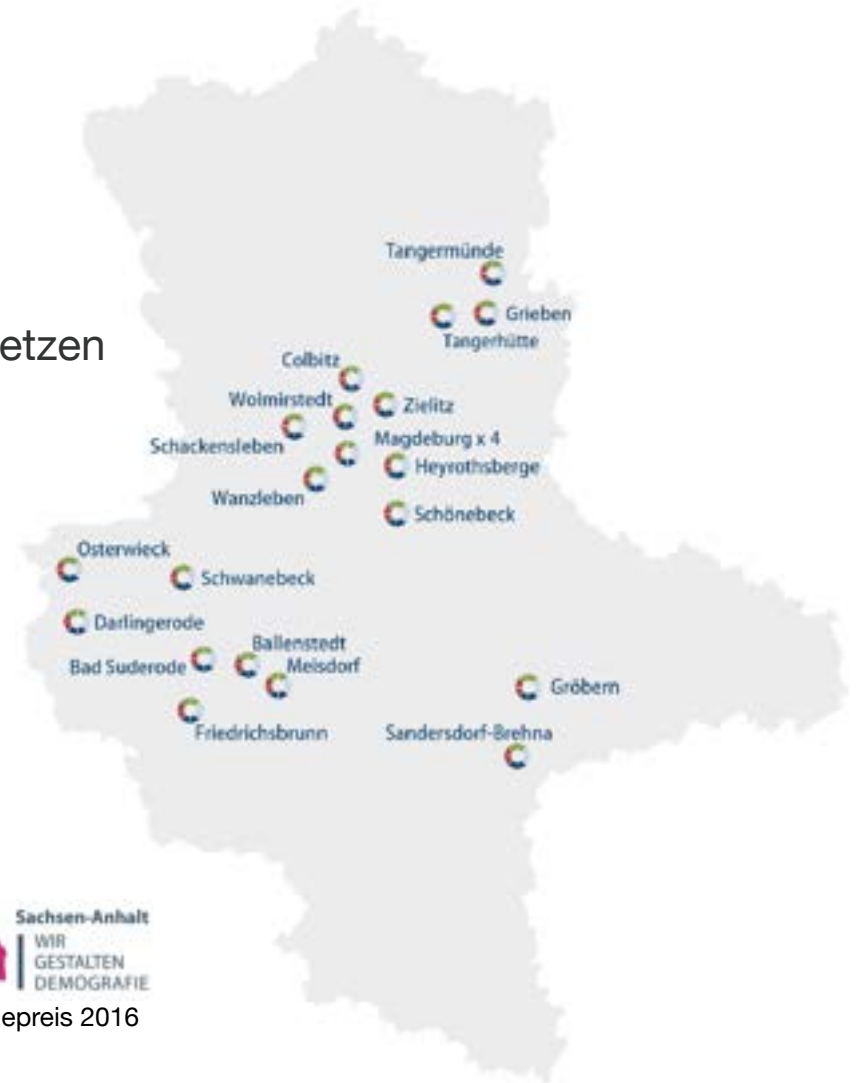 Tangermünde
Grieben
Tangerhütte
etzen
Colbitz
Wolmirstedt
Zielitz
Schackensleben
Magdeburg x 4
Heyrothsberge
Wanzleben
Schönebeck
Osterwieck
Schwanebeck
Darlingerode
Ballenstedt
Bad Suderode
Meisdorf
Gröbern
Friedrichsbrunn
Sandersdorf-Brehna
Sachsen-Anhalt
WIR
GESTALTEN
DEMOGRAFIE
epreis 2016